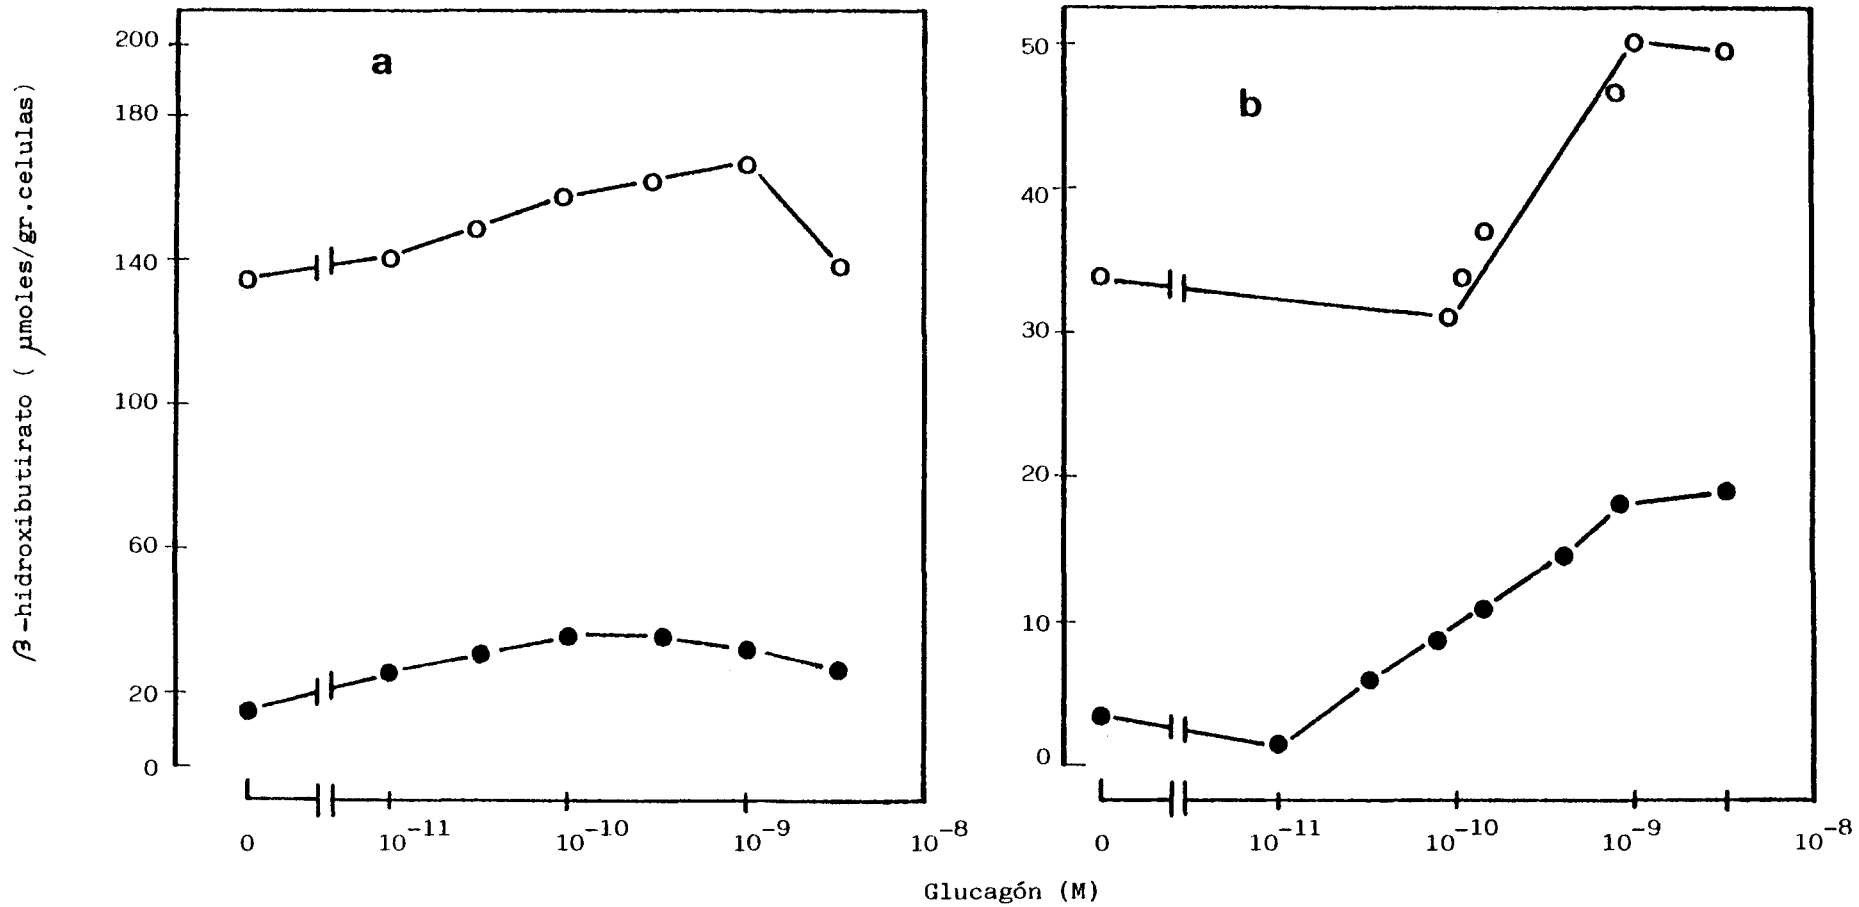 β-hidroxibutirato ( μmoles/gr.celulas)
a
200
180
140
100
60
20
0
0 10⁻¹¹ 10⁻¹⁰ 10⁻⁹ 10⁻⁸
b
50
40
30
20
10
0
0 10⁻¹¹ 10⁻¹⁰ 10⁻⁹ 10⁻⁸
Glucagón (M)